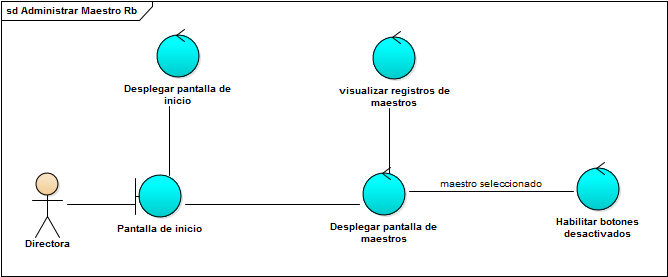 sd Administrar Maestro Rb
Desplegar pantalla de
inicio
visualizar registros de
maestros
Directora
Pantalla de inicio
Desplegar pantalla de
maestros
maestro seleccionado
Habilitar botones
desactivados